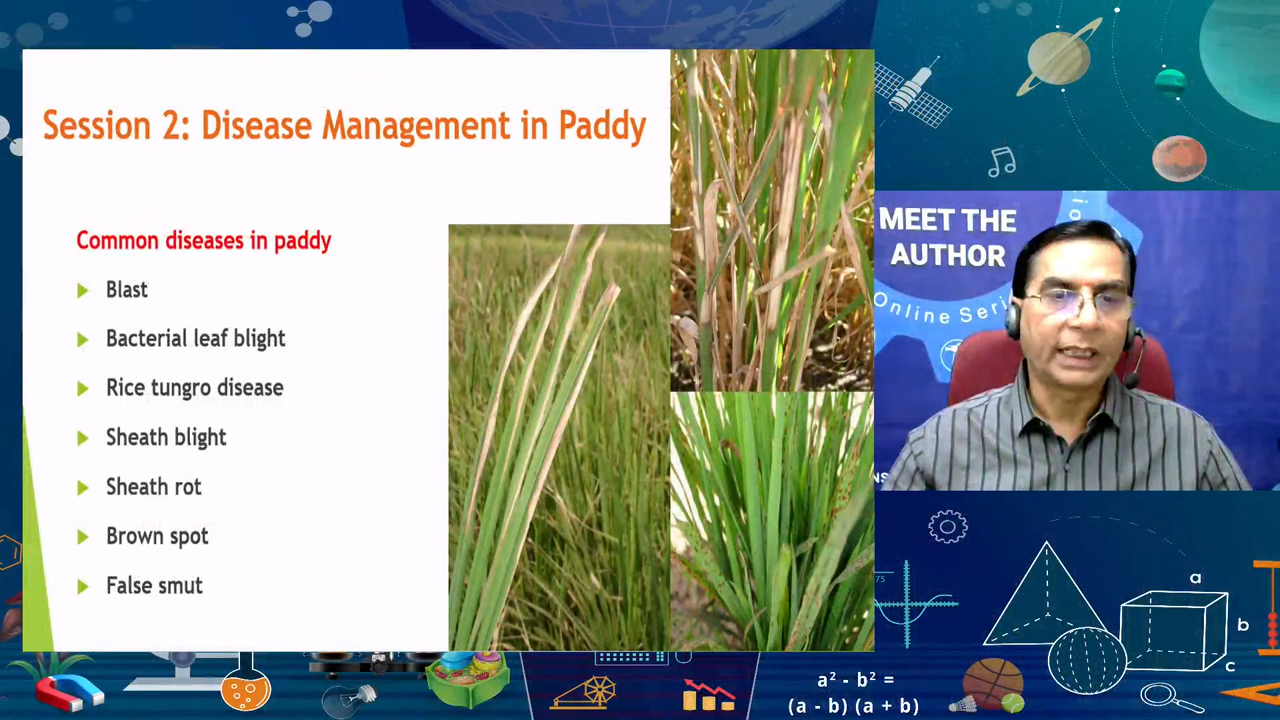 Session 2: Disease Management in Paddy
Common diseases in paddy
Blast
Bacterial leaf blight
Rice tungro disease
Sheath blight
Sheath rot
Brown spot
False smut
MEET THE
AUTHOR
Online Seri
a
b
c
a² - b² =
(a - b) (a + b)
75